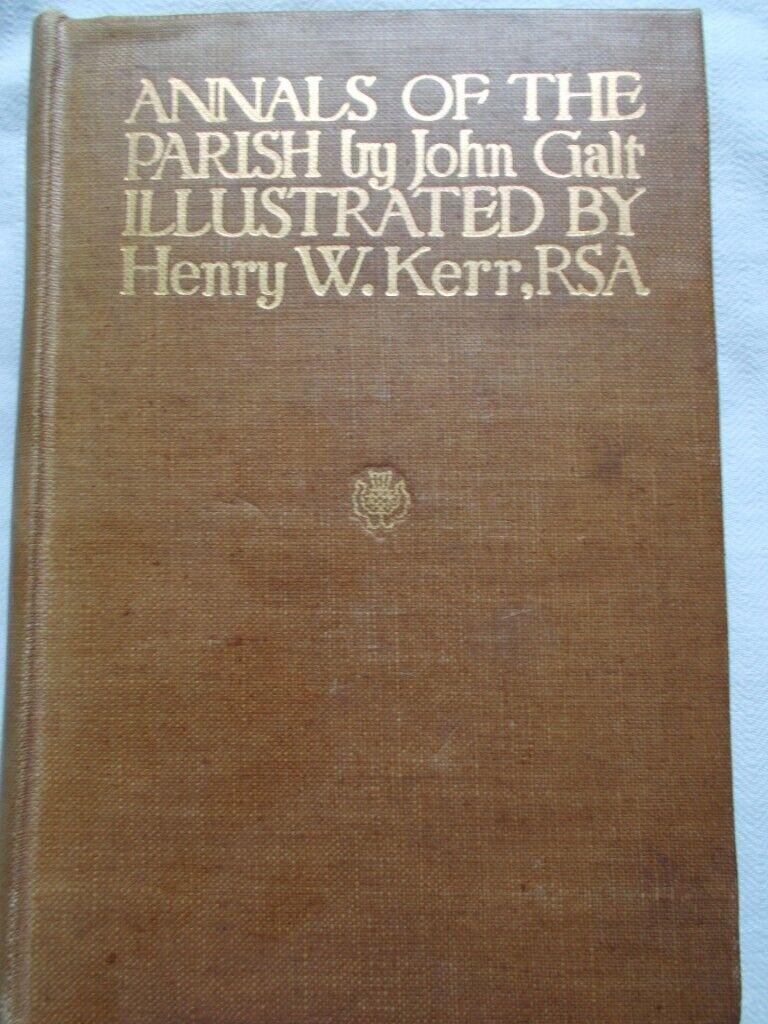 ANNALS OF THE
PARISH by John Galt
ILLUSTRATED BY
Henry W. Kerr, RSA